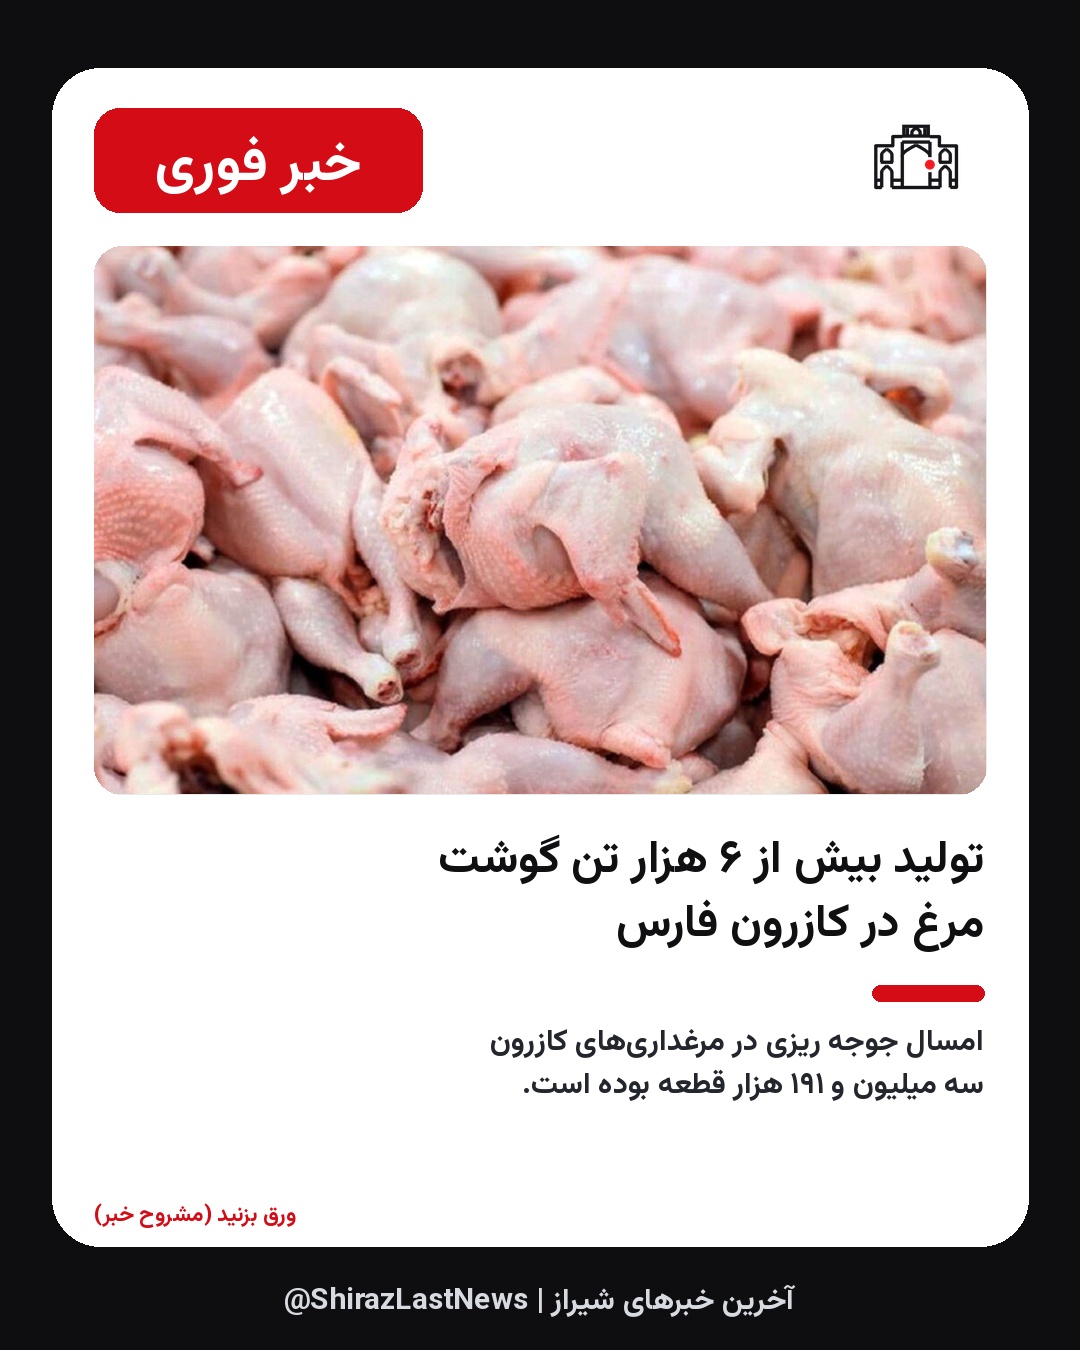 خبر فوری
تولید بیش از ۶ هزار تن گوشت
مرغ در کازرون فارس
امسال جوجه ریزی در مرغداری‌های کازرون
سه میلیون و ۱۹۱ هزار قطعه بوده است.
ورق بزنید (مشروح خبر)
آخرین خبرهای شیراز | @ShirazLastNews